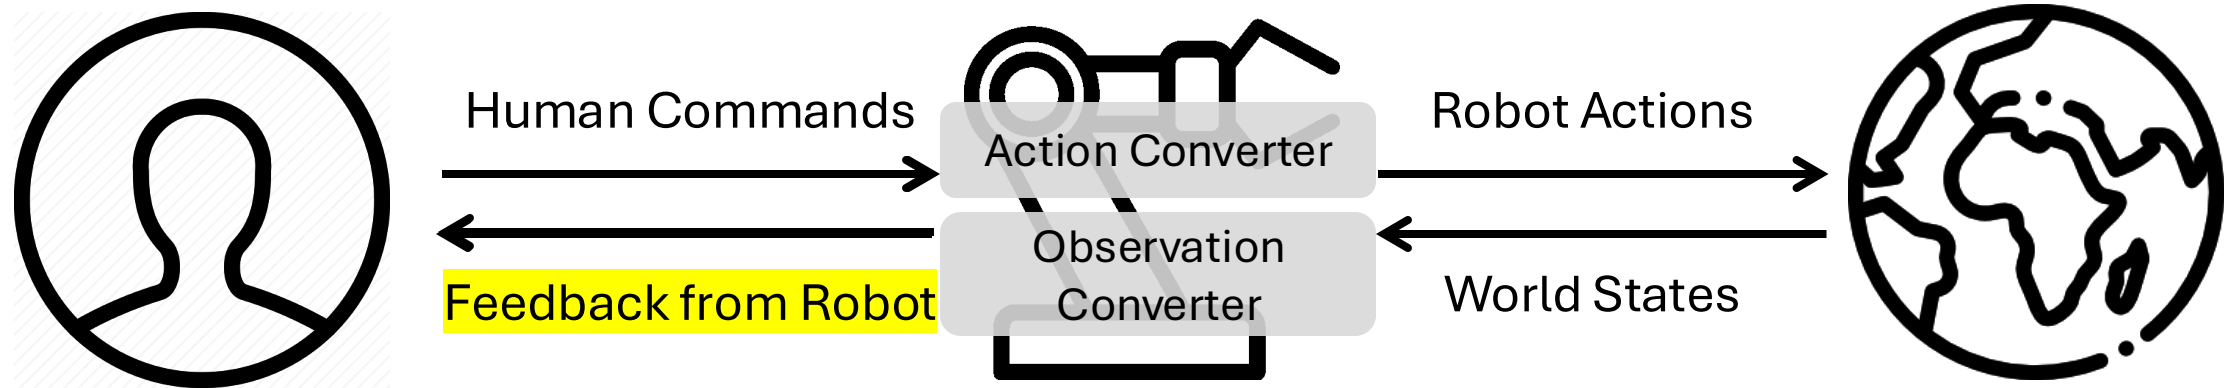 Human Commands
Action Converter
Robot Actions
Feedback from Robot
Observation
Converter
World States